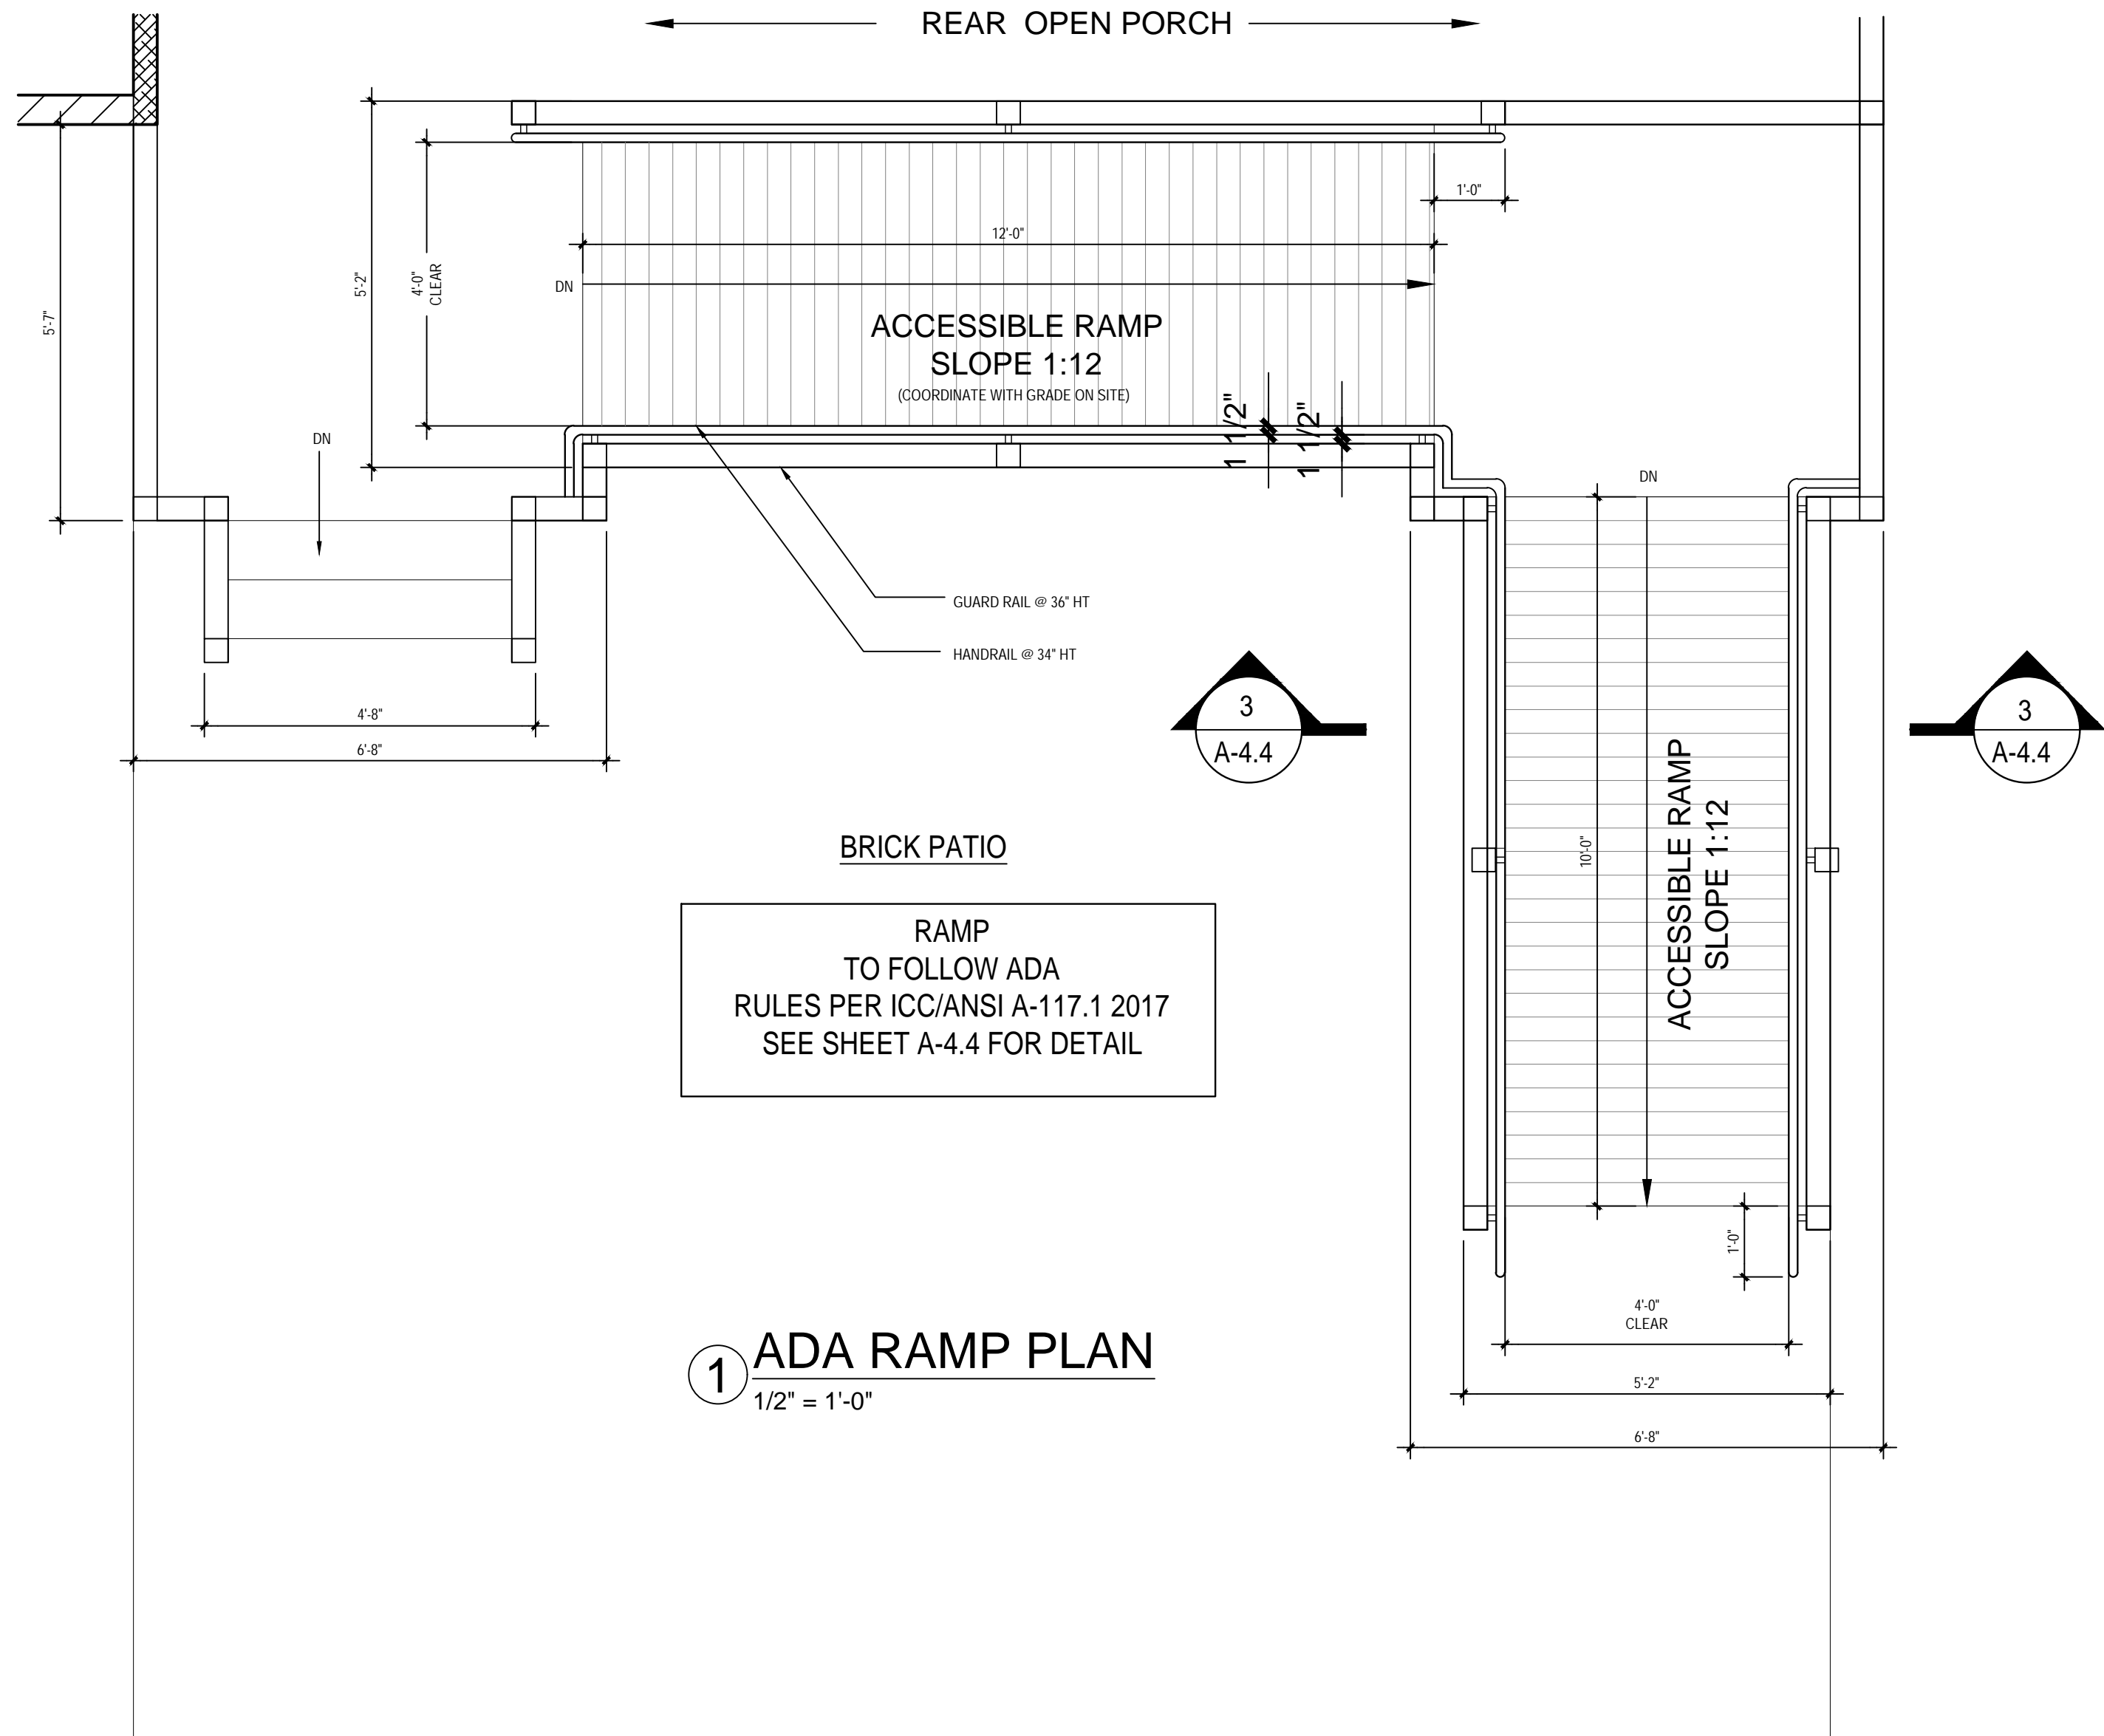 REAR OPEN PORCH
1'-0"
12'-0"
5'-7"
5'-2"
4'-0"
CLEAR
DN
ACCESSIBLE RAMP
SLOPE 1:12
(COORDINATE WITH GRADE ON SITE)
1 1/2"
1 1/2"
DN
DN
GUARD RAIL @ 36" HT
HANDRAIL @ 34" HT
4'-8"
6'-8"
3
A-4.4
3
A-4.4
10'-0"
ACCESSIBLE RAMP
SLOPE 1:12
BRICK PATIO
RAMP
TO FOLLOW ADA
RULES PER ICC/ANSI A-117.1 2017
SEE SHEET A-4.4 FOR DETAIL
1'-0"
4'-0"
CLEAR
5'-2"
6'-8"
1 ADA RAMP PLAN
1/2" = 1'-0"